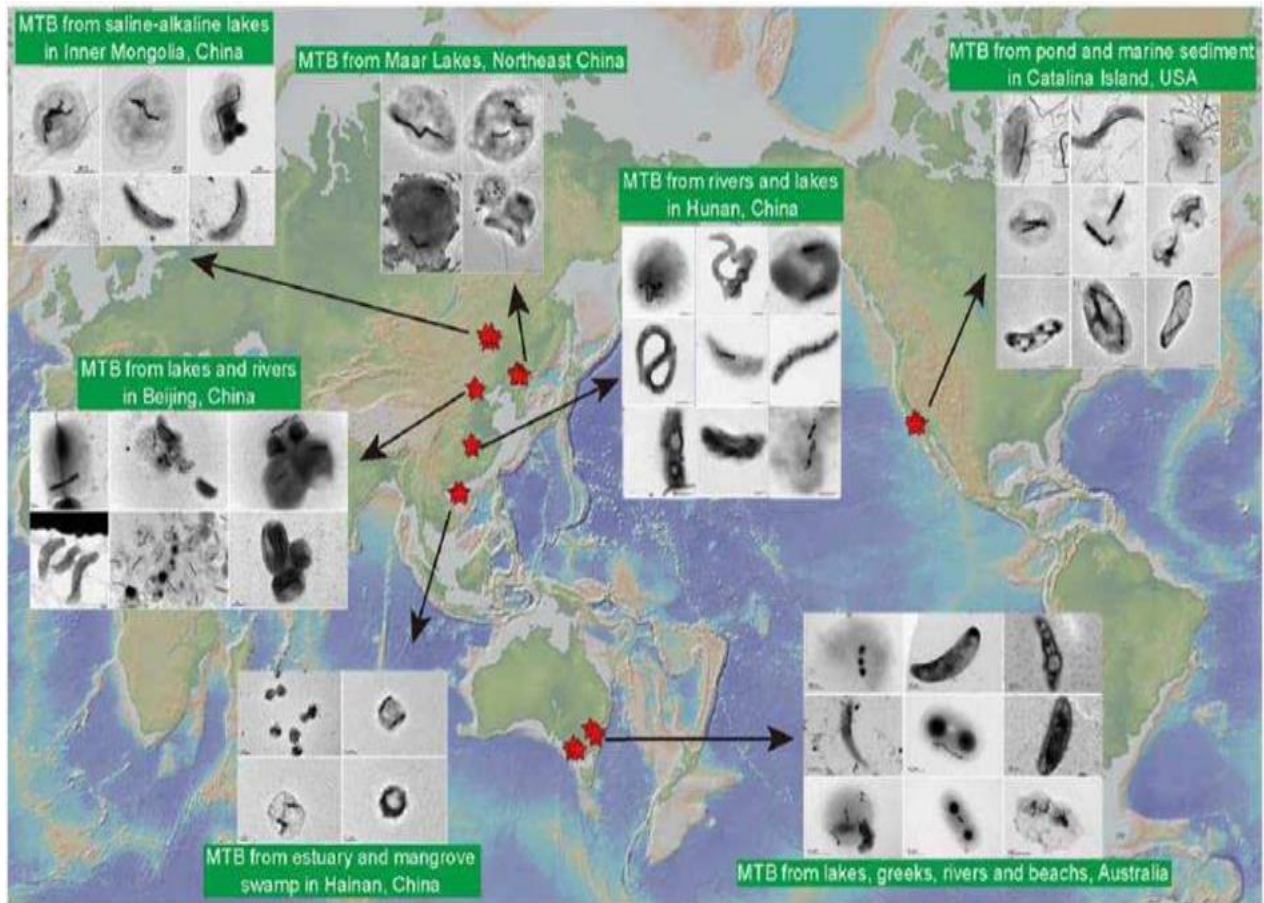 MTB from saline-alkaline lakes
in Inner Mongolia, China
MTB from Maar Lakes, Northeast China
MTB from pond and marine sediment
in Catalina Island, USA
MTB from rivers and lakes
in Hunan, China
MTB from lakes and rivers
in Beijing, China
MTB from estuary and mangrove
swamp in Hainan, China
MTB from lakes, greeks, rivers and beachs, Australia